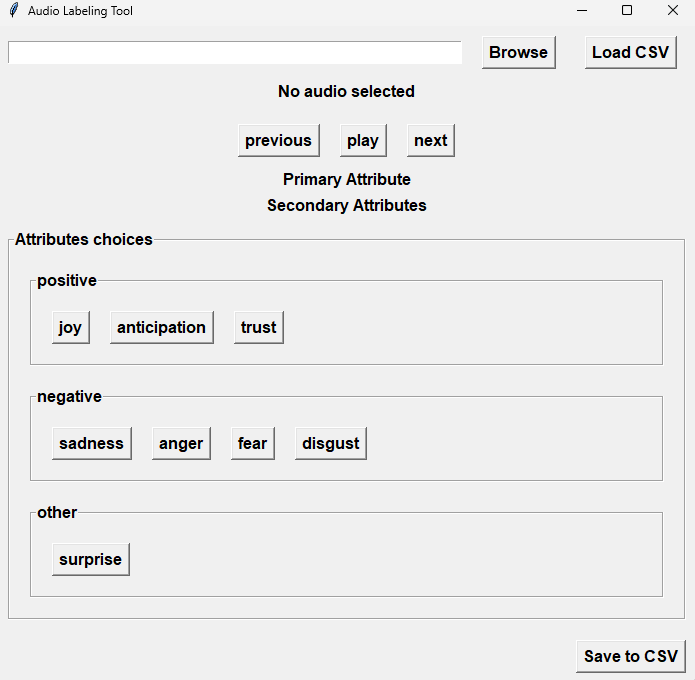 Audio Labeling Tool
Browse Load CSV
No audio selected
previous play next
Primary Attribute
Secondary Attributes
Attributes choices
positive
joy anticipation trust
negative
sadness anger fear disgust
other
surprise
Save to CSV